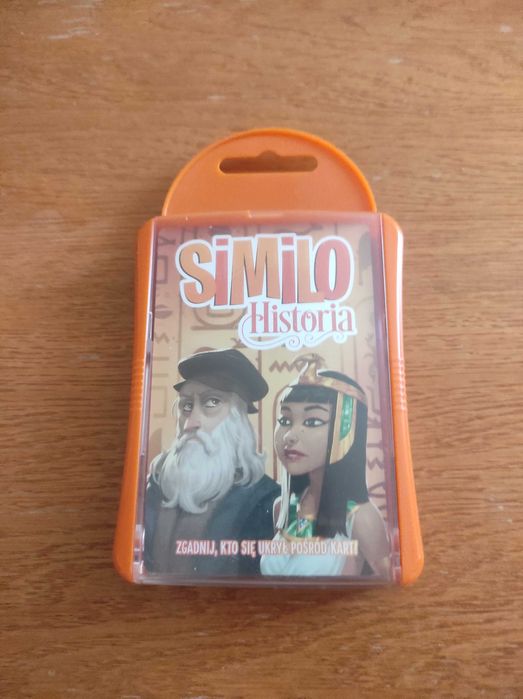 SiMiLO
Historia
ZGADNIJ, KTO SIĘ UKRYŁ POŚRÓD KART!